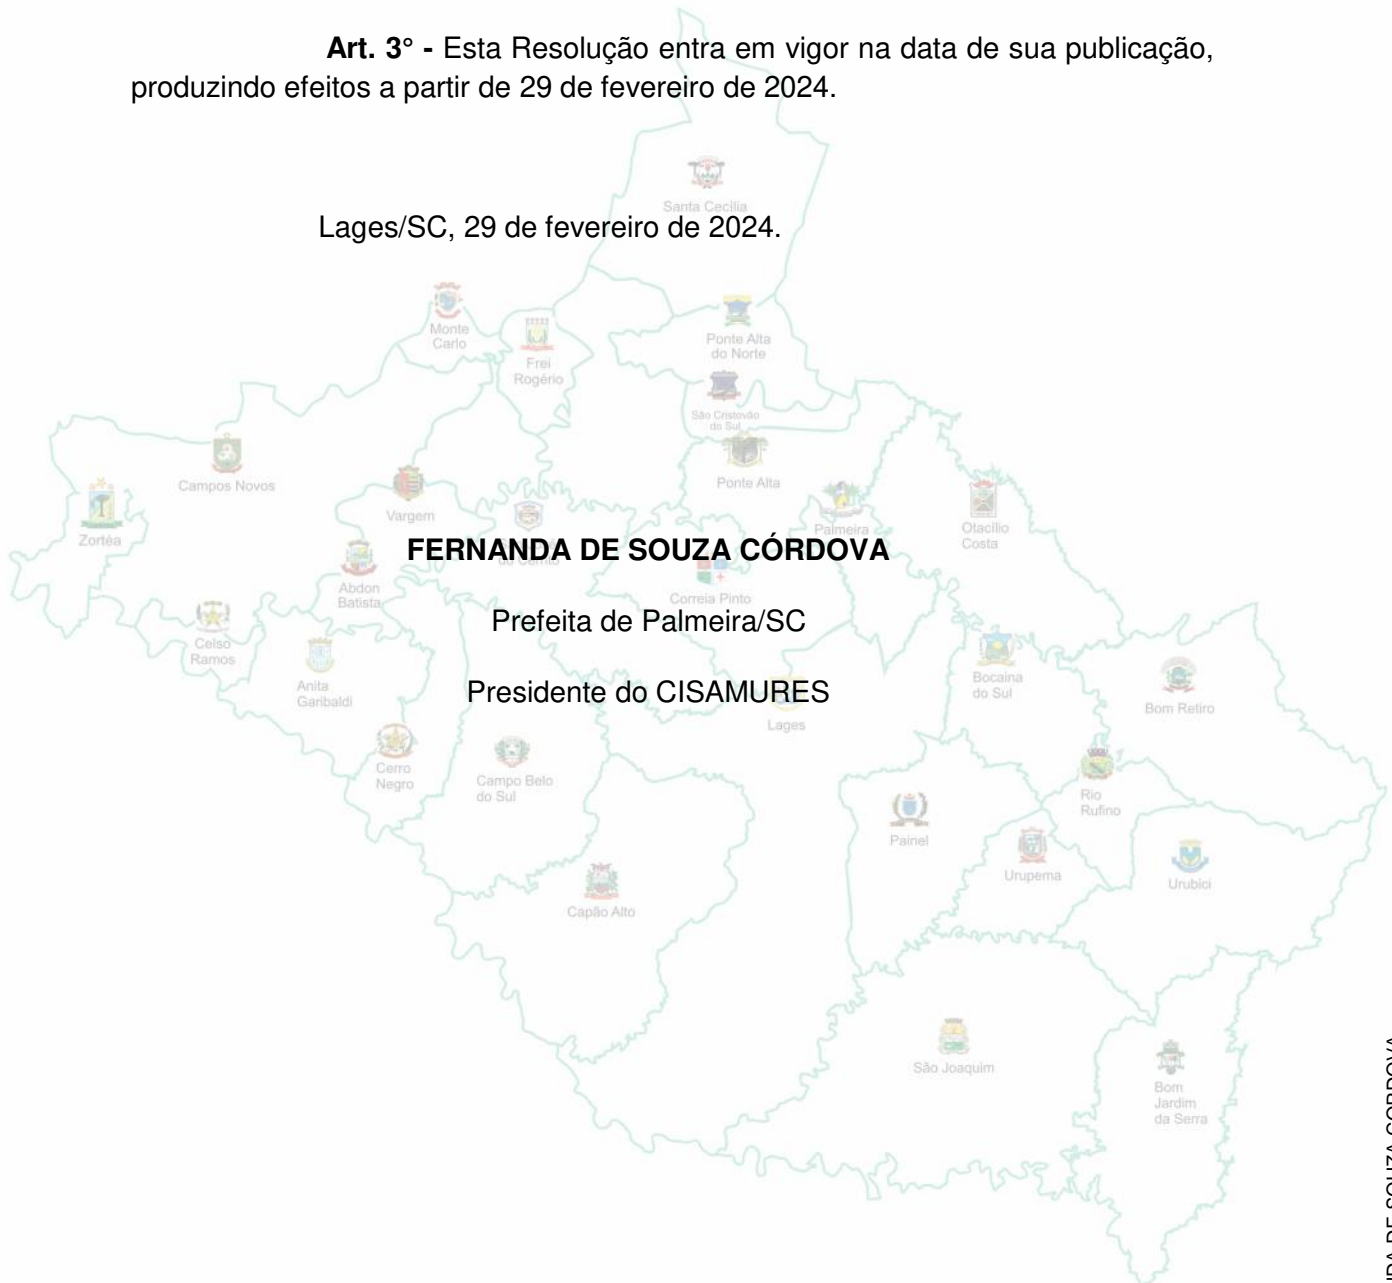 Art. 3° - Esta Resolução entra em vigor na data de sua publicação,
produzindo efeitos a partir de 29 de fevereiro de 2024.
Santa Cecília
Lages/SC, 29 de fevereiro de 2024.
Monte
Carlo
Frei
Rogério
Ponte Alta
do Norte
São Cristovão
do Sul
Campos Novos
Ponte Alta
Vargem
Zortéa
Palmeira
Otacílio
Costa
FERNANDA DE SOUZA CÓRDOVA
do Cerrito
Abdon
Batista
Correia Pinto
Prefeita de Palmeira/SC
Celso
Ramos
Anita
Garibaldi
Bocaina
do Sul
Bom Retiro
Presidente do CISAMURES
Lages
Cerro
Negro
Campo Belo
do Sul
Rio
Rufino
Painel
Urupema
Urubici
Capão Alto
São Joaquim
Bom
Jardim
da Serra
DE SOUZA CORDOVA